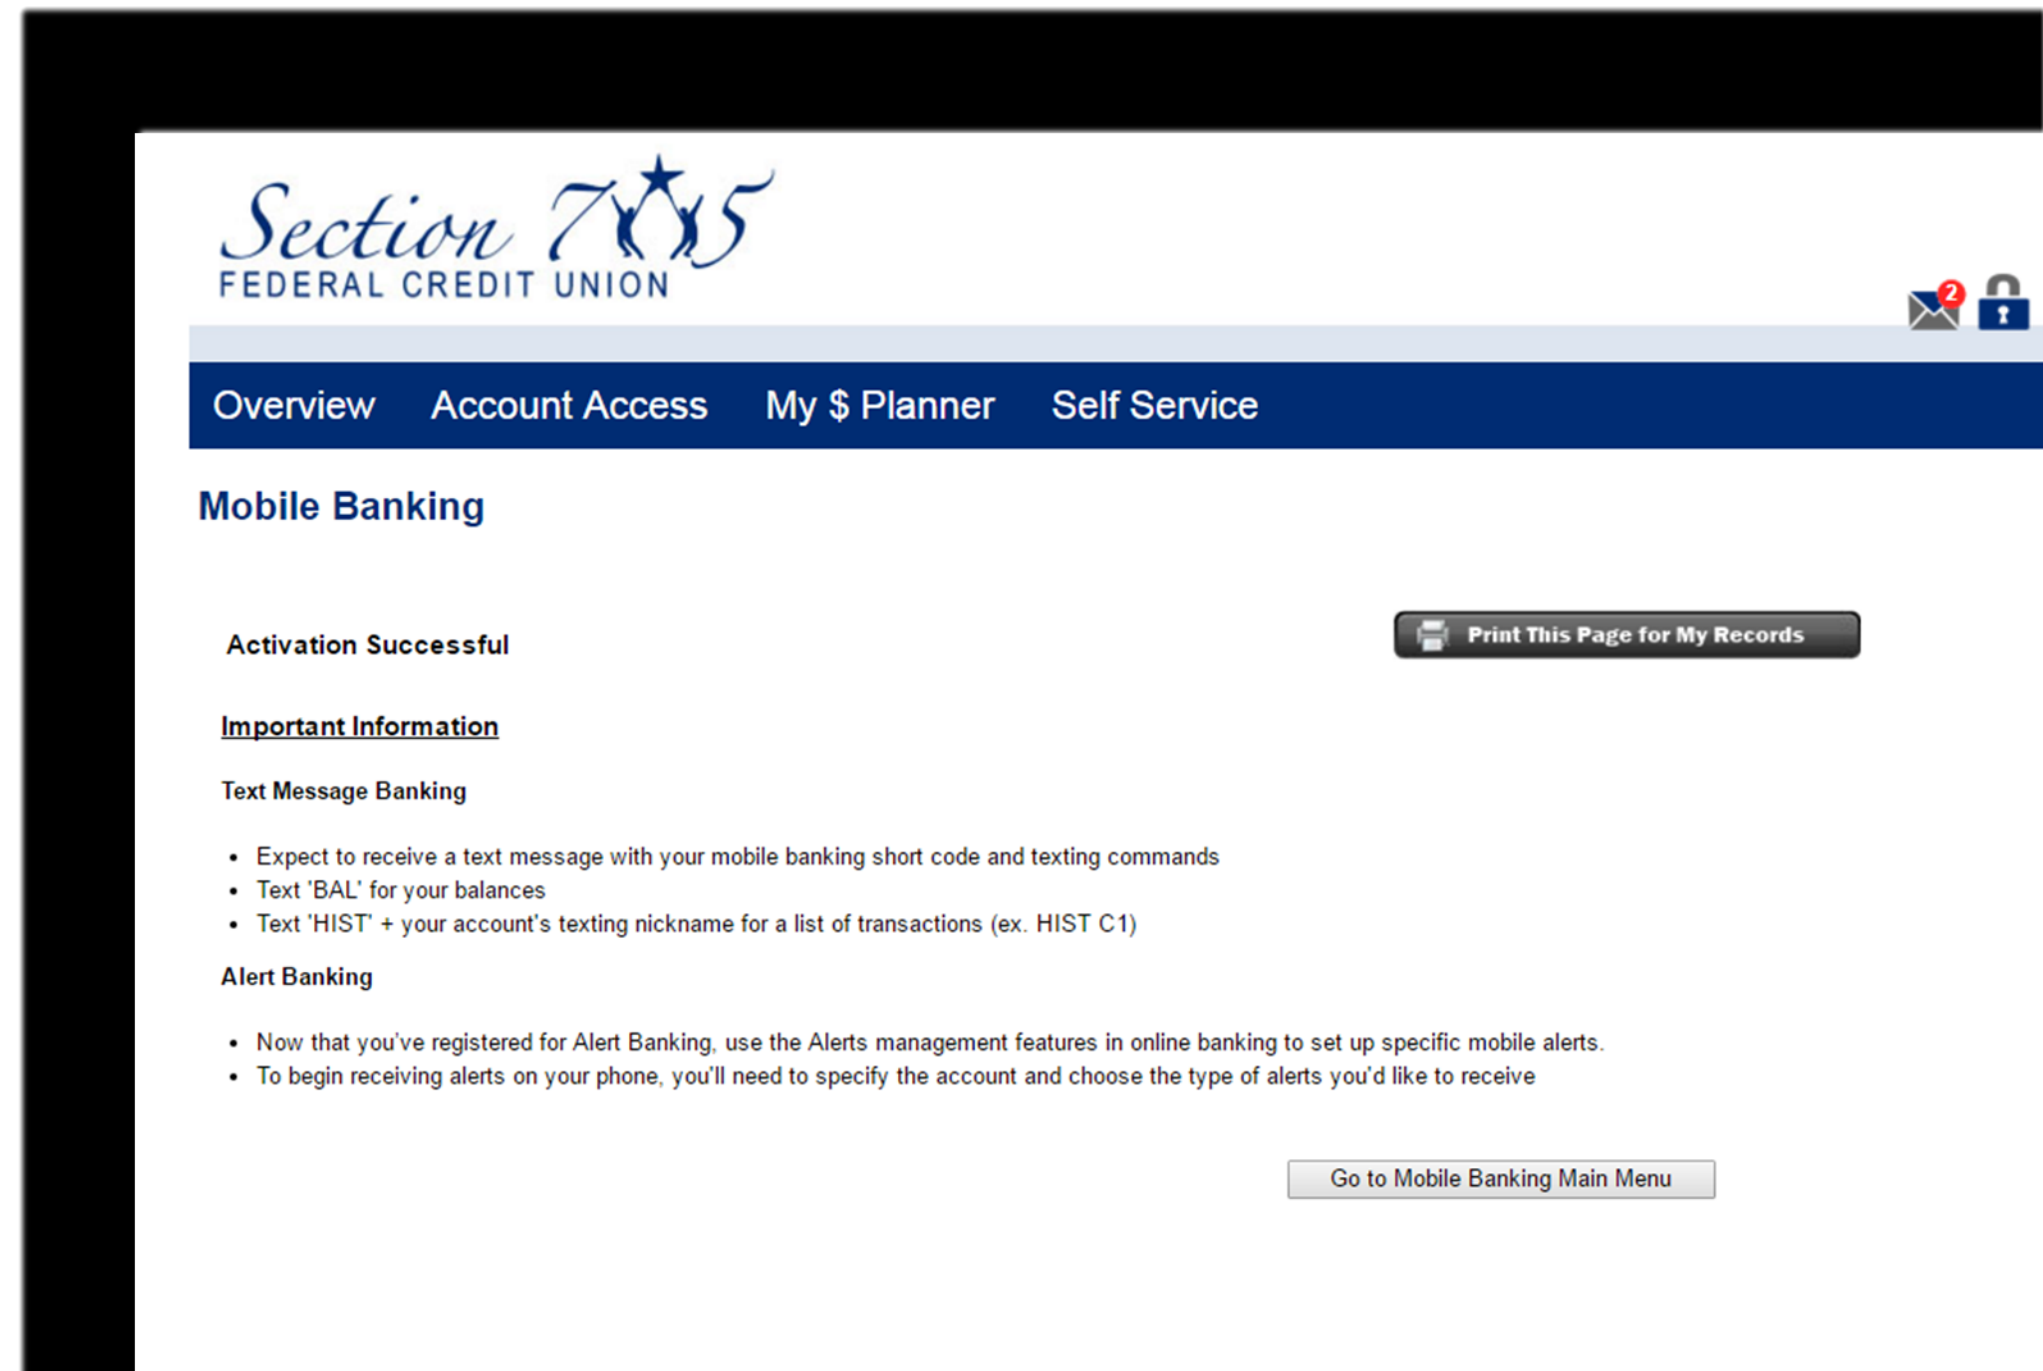 Section 705
FEDERAL CREDIT UNION
2
Overview Account Access My $ Planner Self Service
Mobile Banking
Activation Successful
Print This Page for My Records
Important Information
Text Message Banking
• Expect to receive a text message with your mobile banking short code and texting commands
• Text 'BAL' for your balances
• Text 'HIST' + your account's texting nickname for a list of transactions (ex. HIST C1)
Alert Banking
• Now that you've registered for Alert Banking, use the Alerts management features in online banking to set up specific mobile alerts.
• To begin receiving alerts on your phone, you'll need to specify the account and choose the type of alerts you'd like to receive
Go to Mobile Banking Main Menu